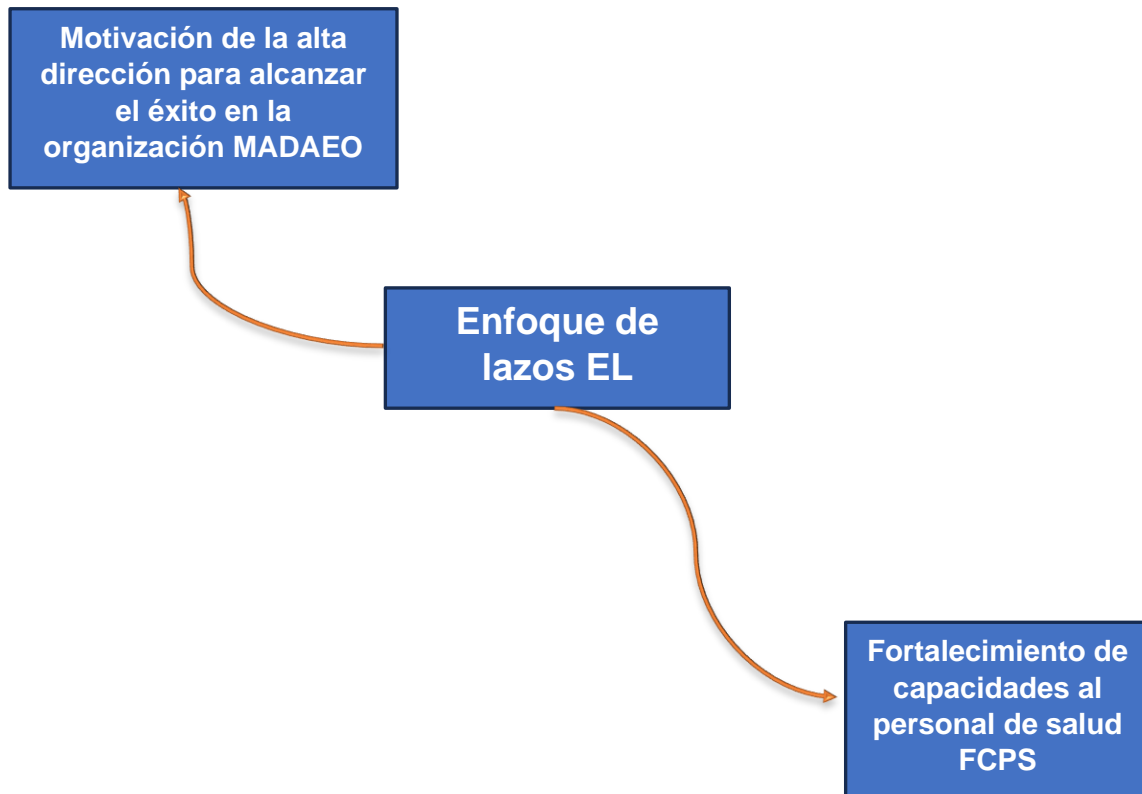 Motivación de la alta
dirección para alcanzar
el éxito en la
organización MADAEO
Enfoque de
lazos EL
Fortalecimiento de
capacidades al
personal de salud
FCPS